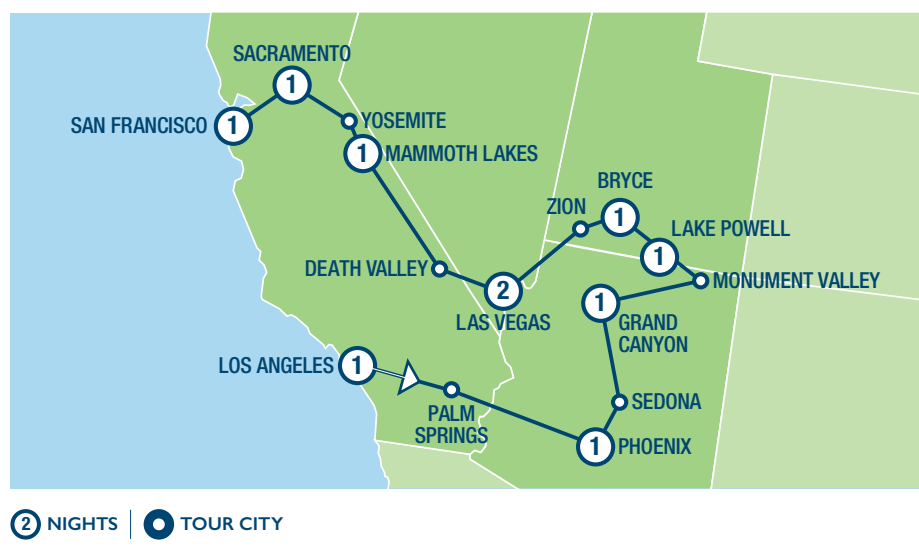 SACRAMENTO
1
SAN FRANCISCO 1
YOSEMITE
1 MAMMOTH LAKES
BRYCE
ZION 1
LAKE POWELL
1
DEATH VALLEY
MONUMENT VALLEY
2
LAS VEGAS
1
GRAND
CANYON
LOS ANGELES 1
PALM
SPRINGS
SEDONA
1 PHOENIX
2 NIGHTS
TOUR CITY